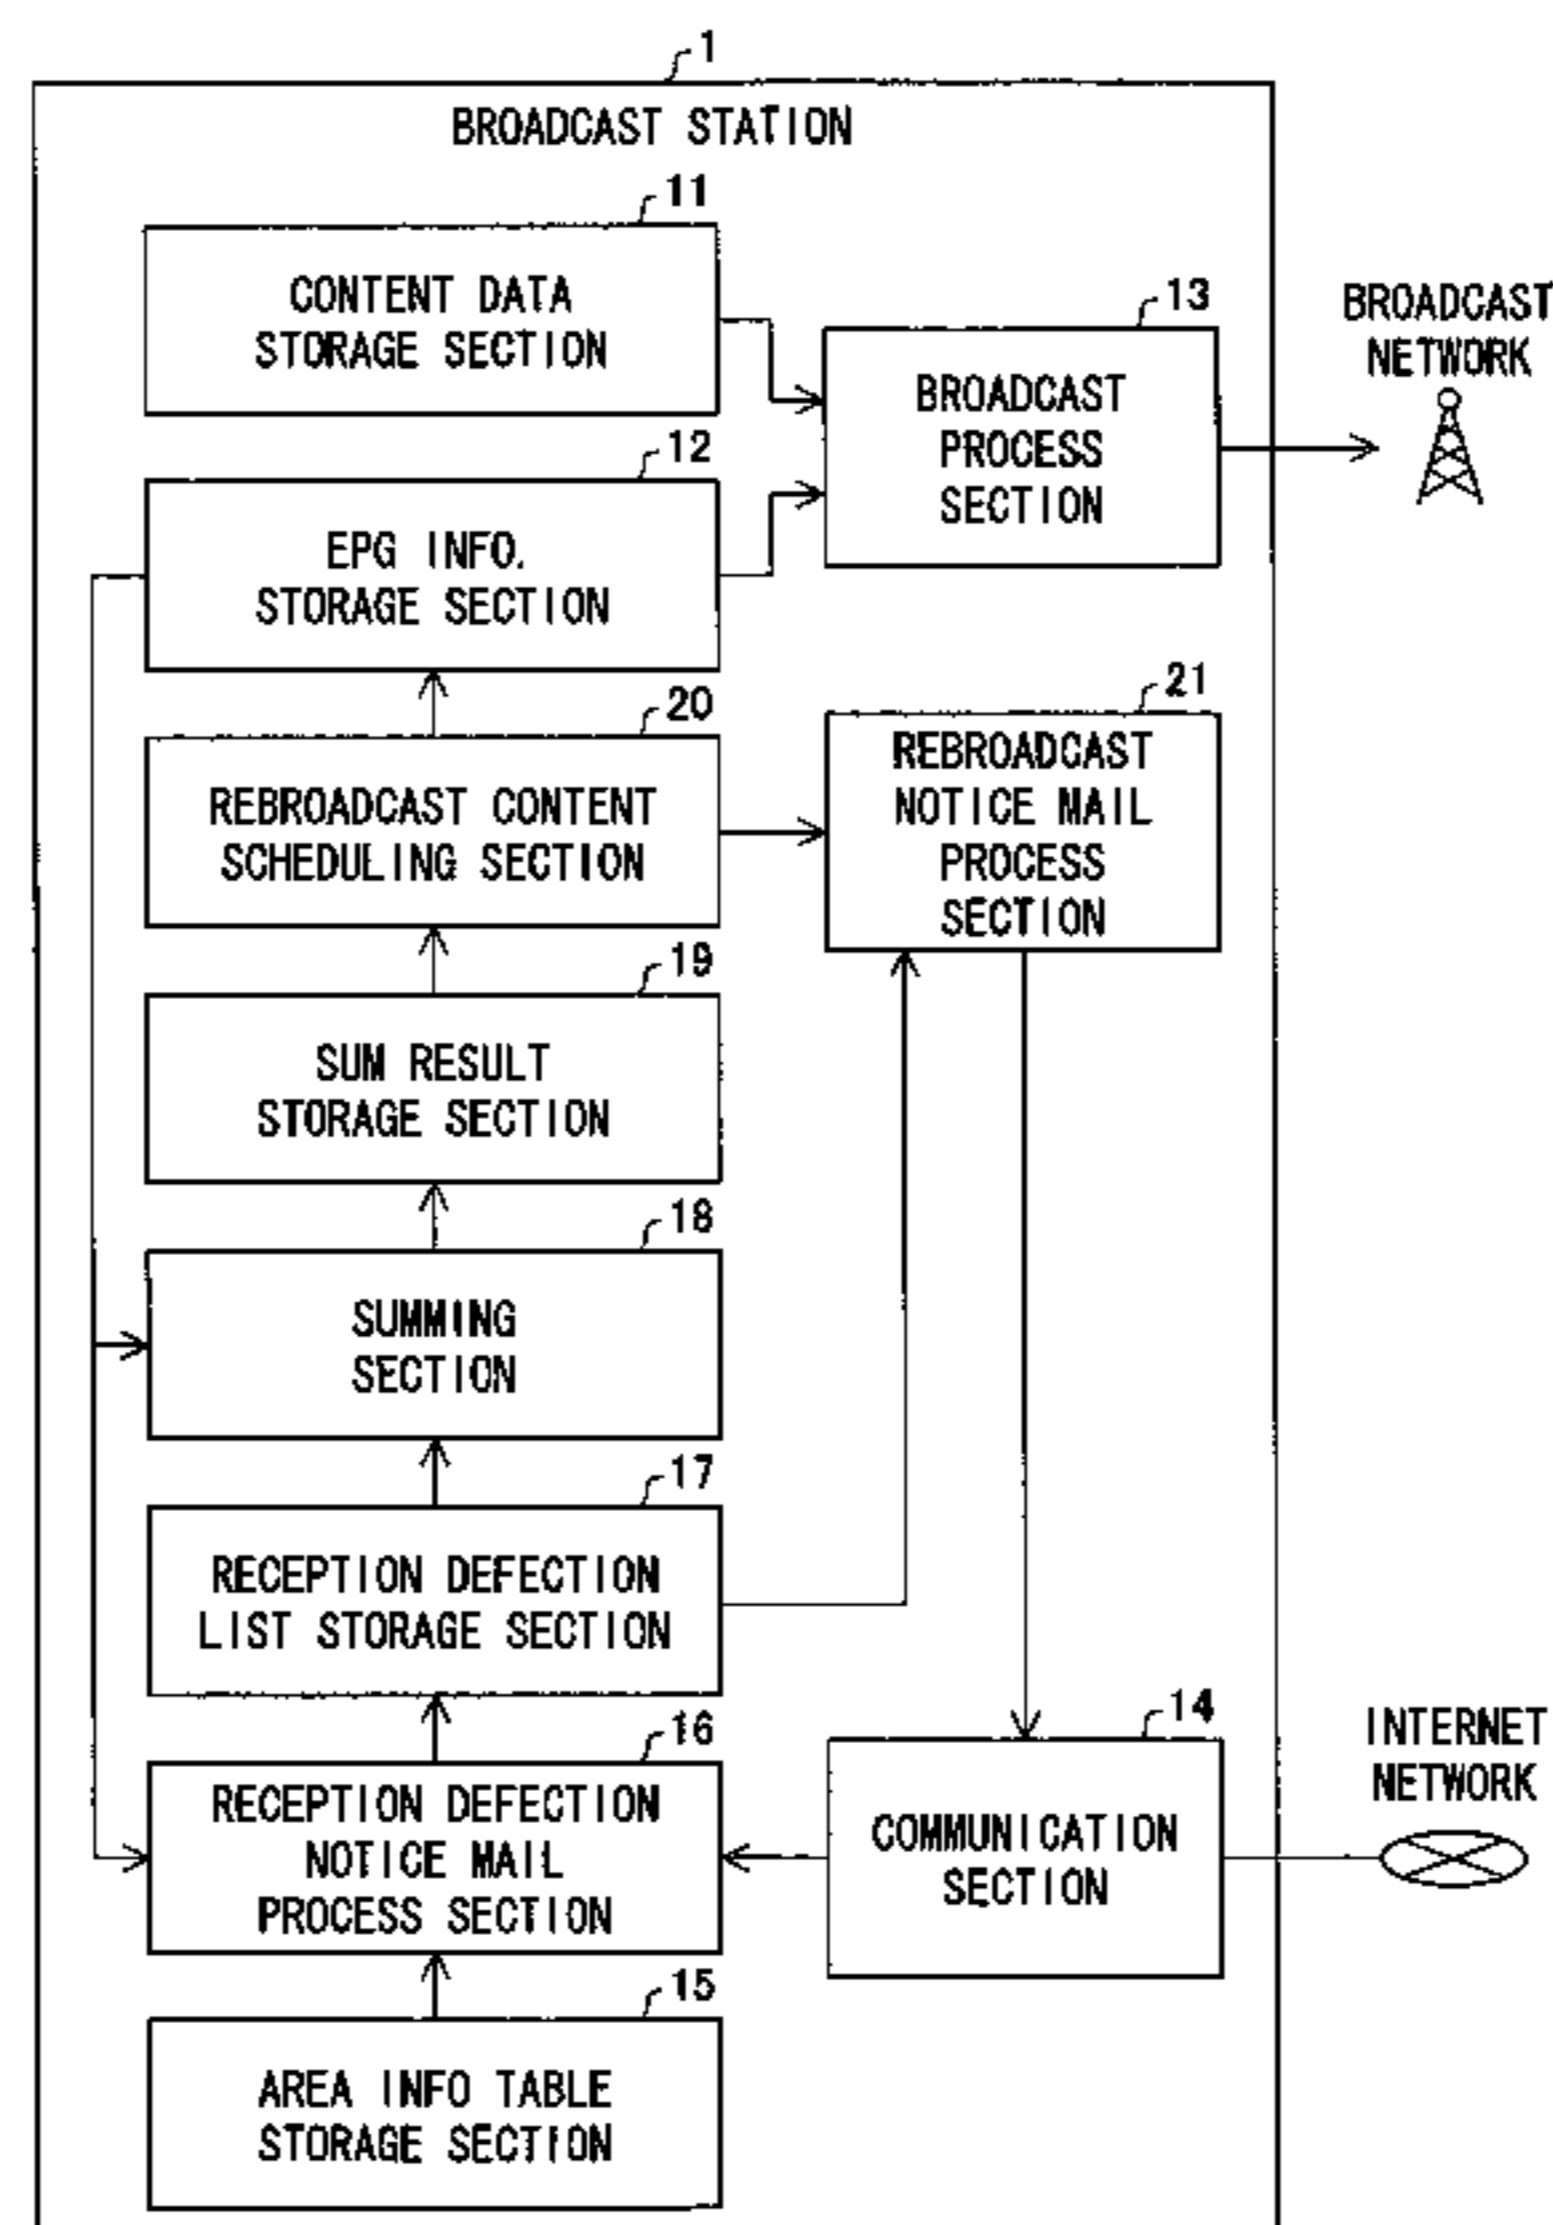 1
BROADCAST STATION
11
CONTENT DATA
STORAGE SECTION
13
BROADCAST
PROCESS
SECTION
BROADCAST
NETWORK
12
EPG INFO.
STORAGE SECTION
20
REBROADCAST CONTENT
SCHEDULING SECTION
21
REBROADCAST
NOTICE MAIL
PROCESS
SECTION
19
SUM RESULT
STORAGE SECTION
18
SUMMING
SECTION
17
RECEPTION DEFECTION
LIST STORAGE SECTION
16
RECEPTION DEFECTION
NOTICE MAIL
PROCESS SECTION
14
COMMUNICATION
SECTION
INTERNET
NETWORK
15
AREA INFO TABLE
STORAGE SECTION